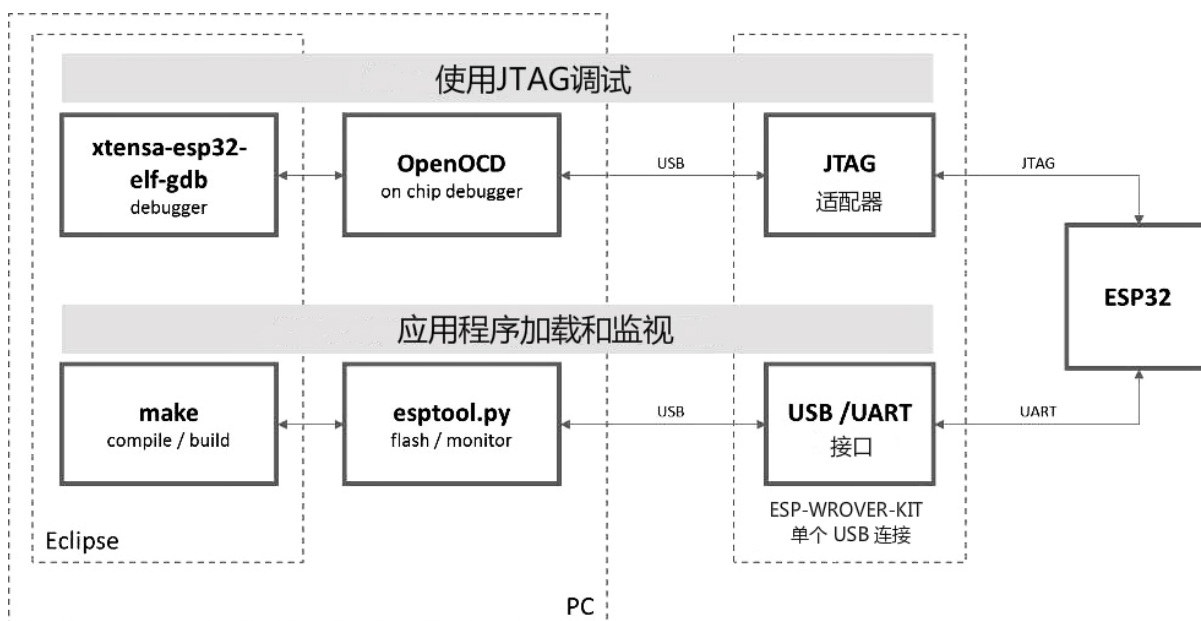 使用JTAG调试
xtensa-esp32-
elf-gdb
debugger
OpenOCD
on chip debugger
USB
JTAG
适配器
JTAG
ESP32
应用程序加载和监视
make
compile / build
esptool.py
flash / monitor
USB
USB /UART
接口
UART
ESP-WROVER-KIT
单个 USB 连接
Eclipse
PC